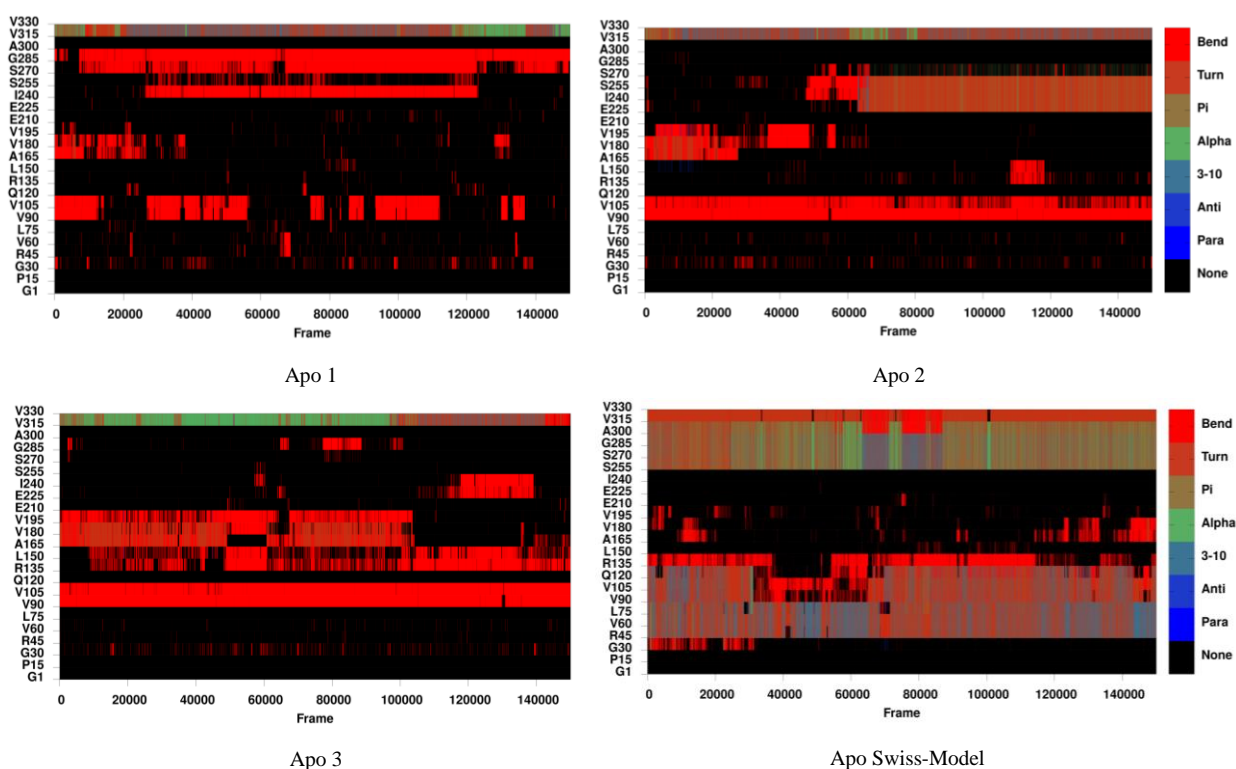 V330
V315
A300
G285
S270
S255
I240
E225
E210
V195
V180
A165
L150
R135
Q120
V105
V90
L75
V60
R45
G30
P15
G1
0 20000 40000 60000 80000 100000 120000 140000
Frame
Apo 1
V330
V315
A300
G285
S270
S255
I240
E225
E210
V195
V180
A165
L150
R135
Q120
V105
V90
L75
V60
R45
G30
P15
G1
0 20000 40000 60000 80000 100000 120000 140000
Frame
Bend
Turn
Pi
Alpha
3-10
Anti
Para
None
Apo 2
V330
V315
A300
G285
S270
S255
I240
E225
E210
V195
V180
A165
L150
R135
Q120
V105
V90
L75
V60
R45
G30
P15
G1
0 20000 40000 60000 80000 100000 120000 140000
Frame
Apo 3
V330
V315
A300
G285
S270
S255
I240
E225
E210
V195
V180
A165
L150
R135
Q120
V105
V90
L75
V60
R45
G30
P15
G1
0 20000 40000 60000 80000 100000 120000 140000
Frame
Bend
Turn
Pi
Alpha
3-10
Anti
Para
None
Apo Swiss-Model